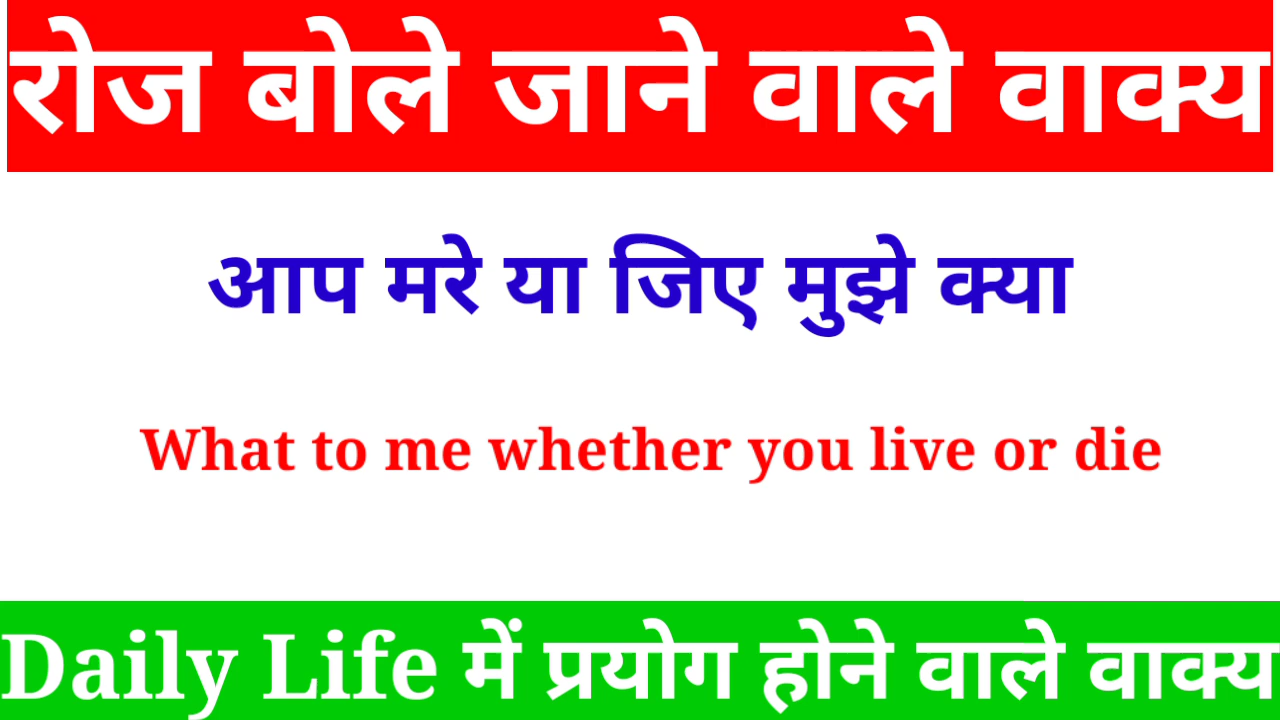 रोज बोले जाने वाले वाक्य
आप मरे या जिए मुझे क्या
What to me whether you live or die
Daily Life में प्रयोग होने वाले वाक्य